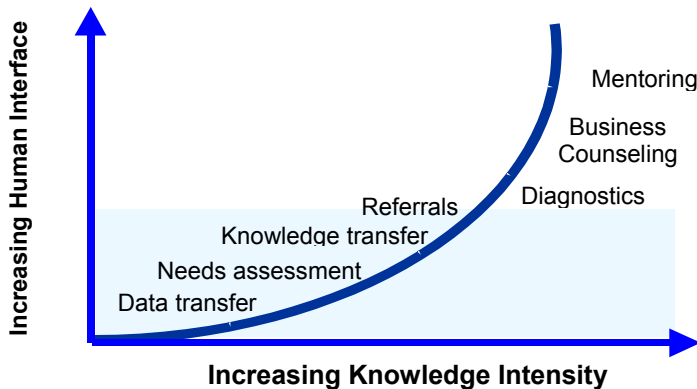 Increasing Human Interface
Mentoring
Business
Counseling
Diagnostics
Referrals
Knowledge transfer
Needs assessment
Data transfer
Increasing Knowledge Intensity